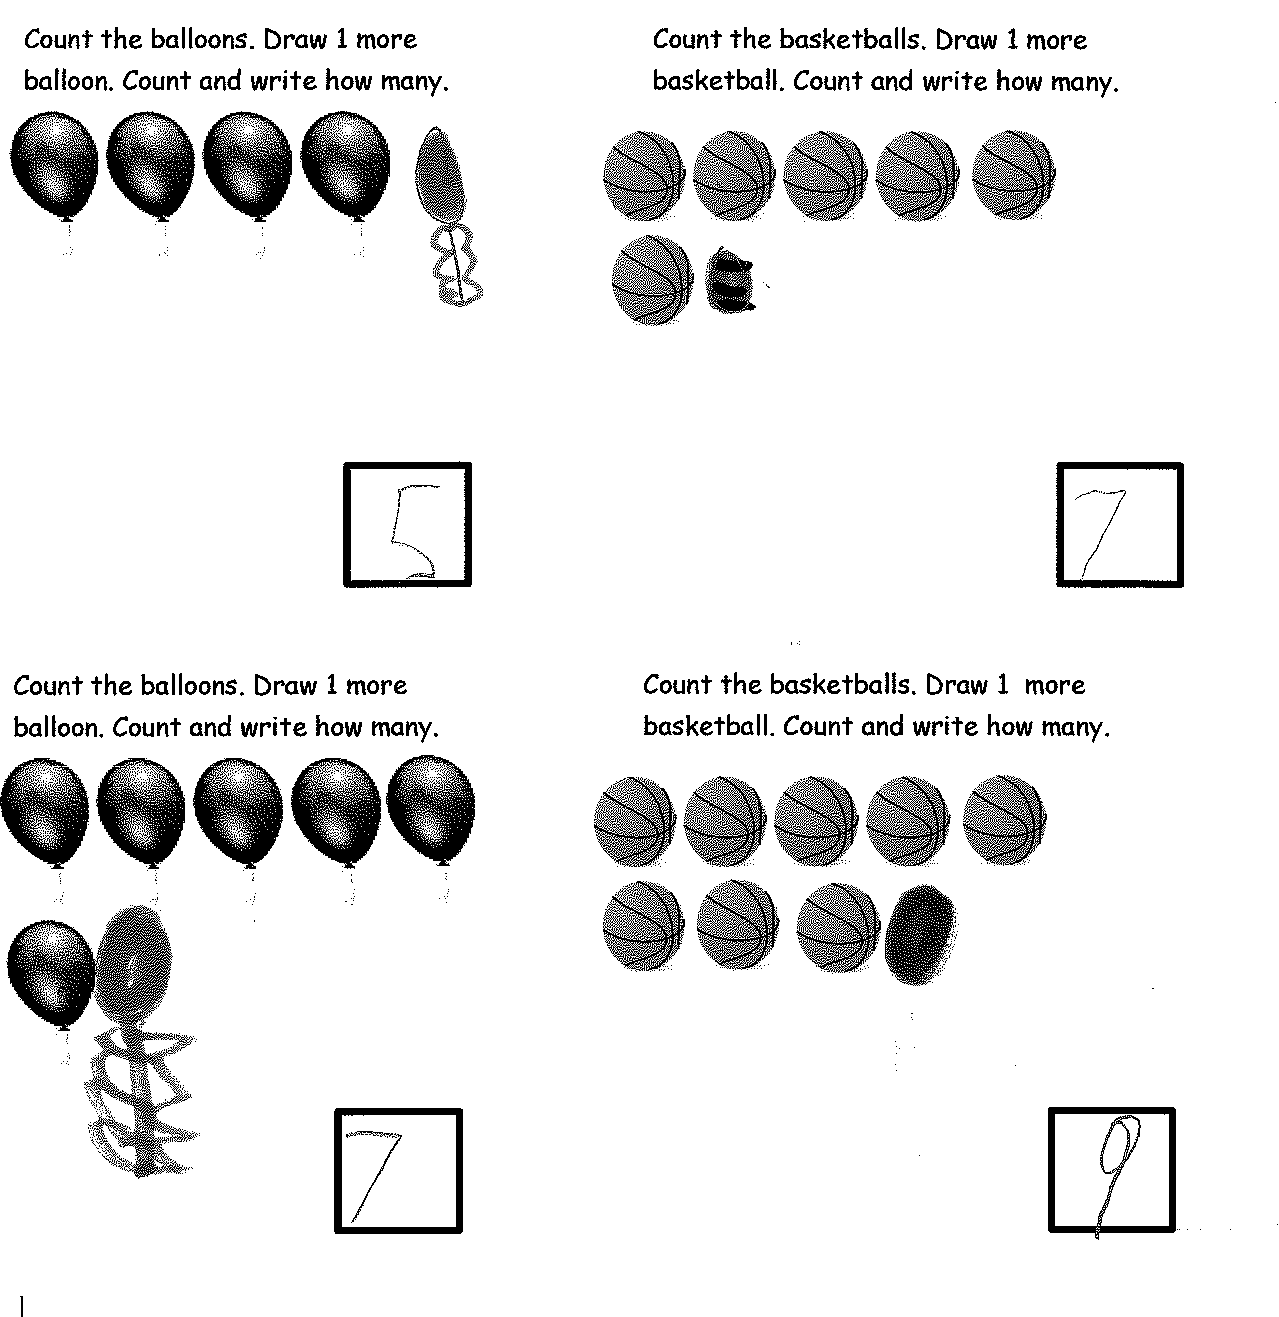 Count the balloons. Draw 1 more
balloon. Count and write how many.
5
Count the basketballs. Draw 1 more
basketball. Count and write how many.
7
Count the balloons. Draw 1 more
balloon. Count and write how many.
7
Count the basketballs. Draw 1 more
basketball. Count and write how many.
9